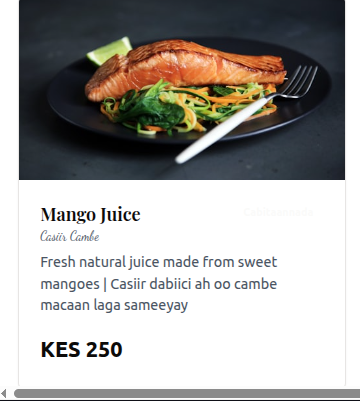 Mango Juice
Casiir Cambe
Fresh natural juice made from sweet
mangoes | Casiir dabiici ah oo cambe
macaan laga sameeyay
KES 250